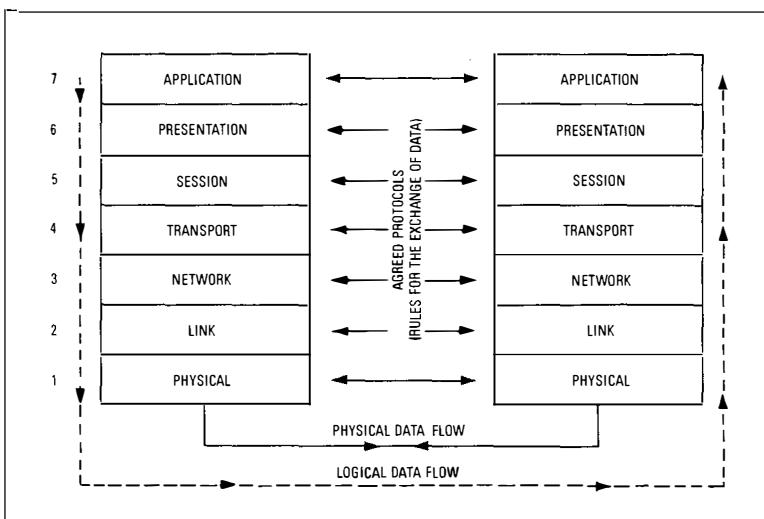 7 APPLICATION APPLICATION
6 PRESENTATION PRESENTATION
5 SESSION SESSION
4 TRANSPORT TRANSPORT
3 NETWORK NETWORK
2 LINK LINK
1 PHYSICAL PHYSICAL
AGREED PROTOCOLS
(RULES FOR THE EXCHANGE OF DATA)
PHYSICAL DATA FLOW
LOGICAL DATA FLOW